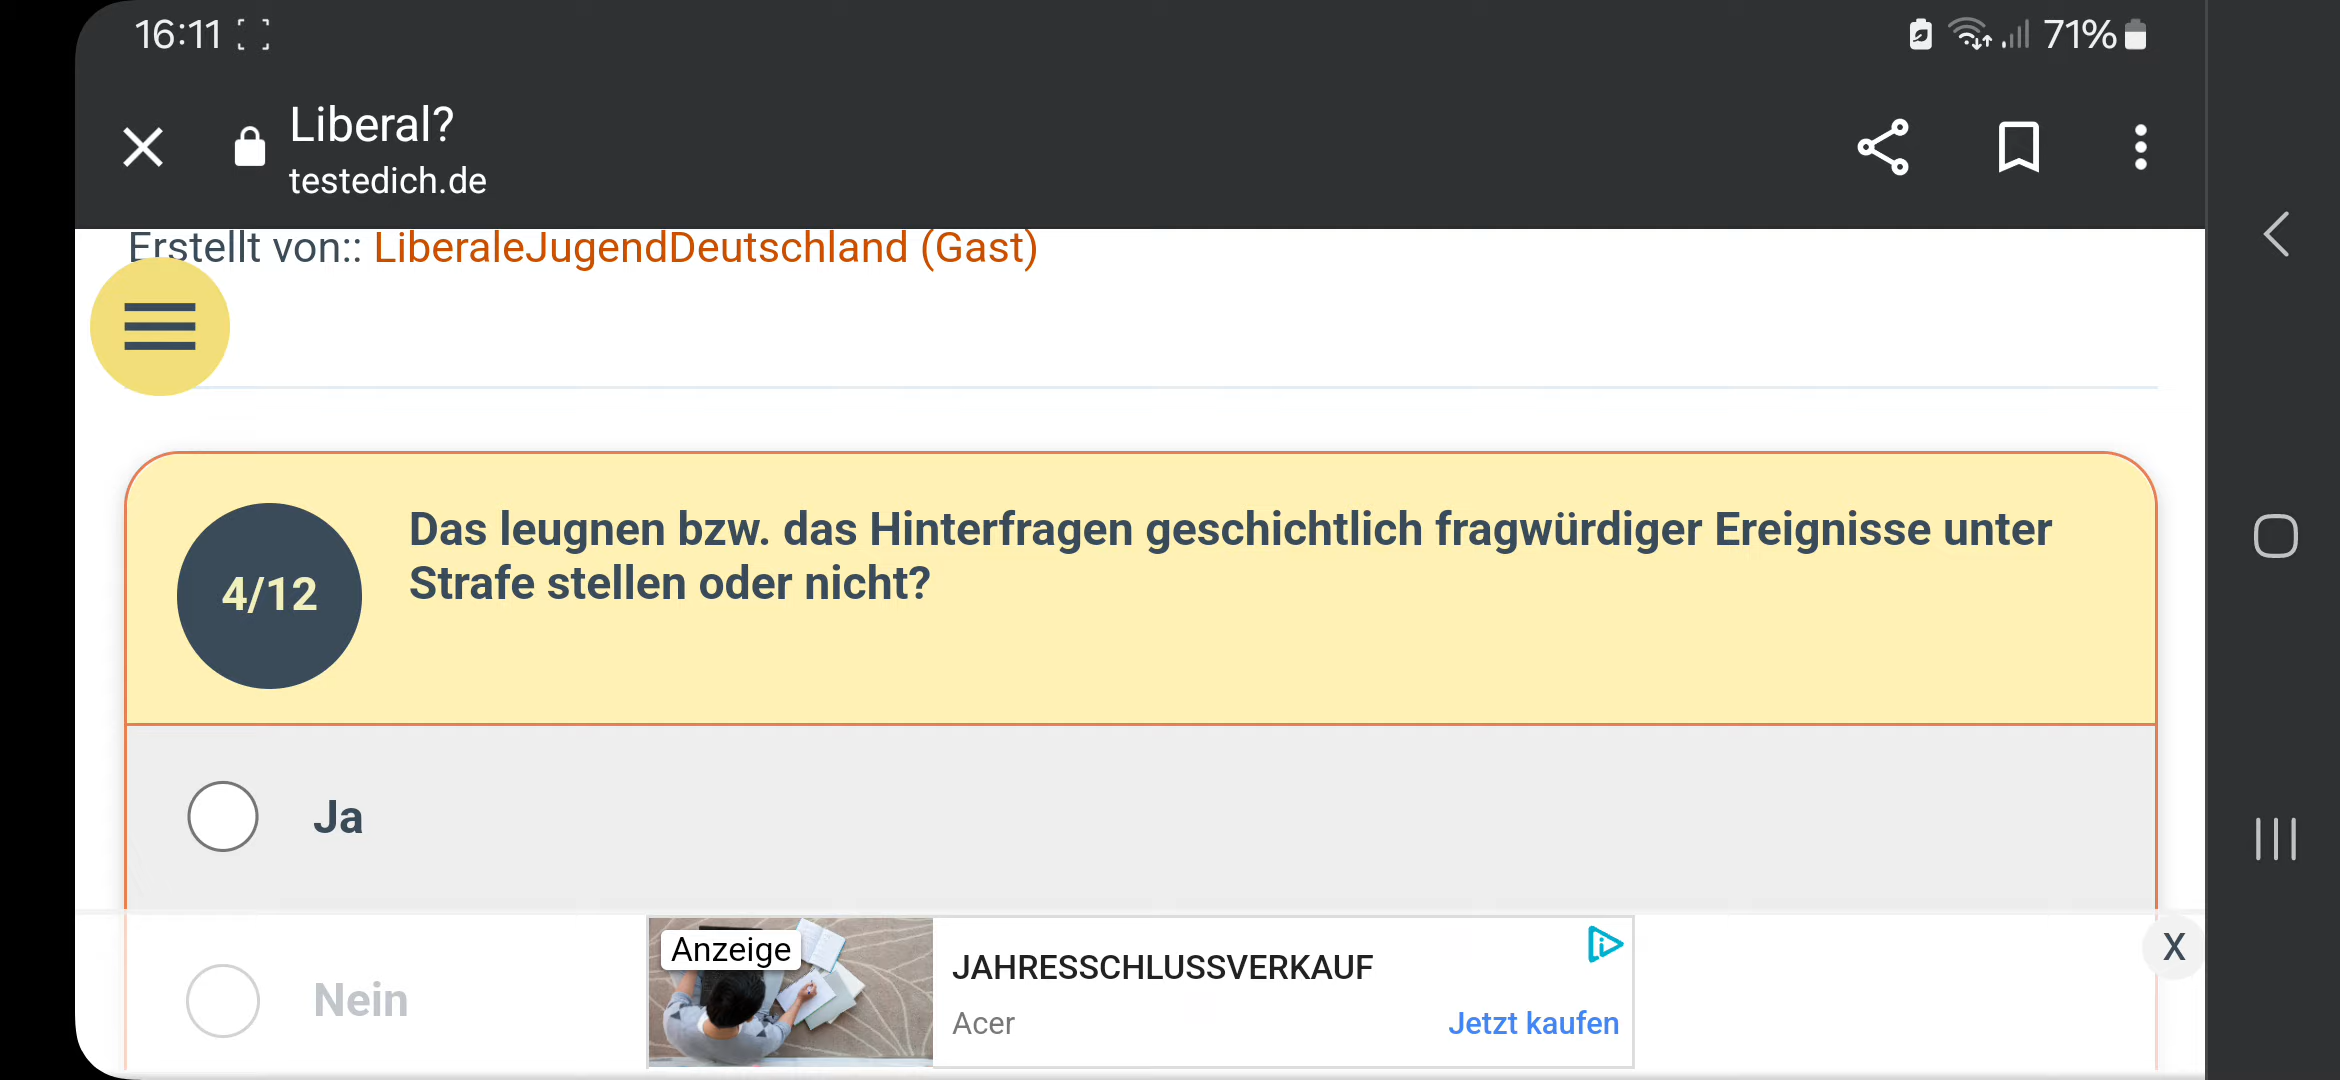 16:11
71%
Liberal?
testedich.de
Erstellt von:: LiberaleJugendDeutschland (Gast)
4/12
Das leugnen bzw. das Hinterfragen geschichtlich fragwürdiger Ereignisse unter
Strafe stellen oder nicht?
Ja
Nein
Anzeige
JAHRESSCHLUSSVERKAUF
Acer
Jetzt kaufen
X